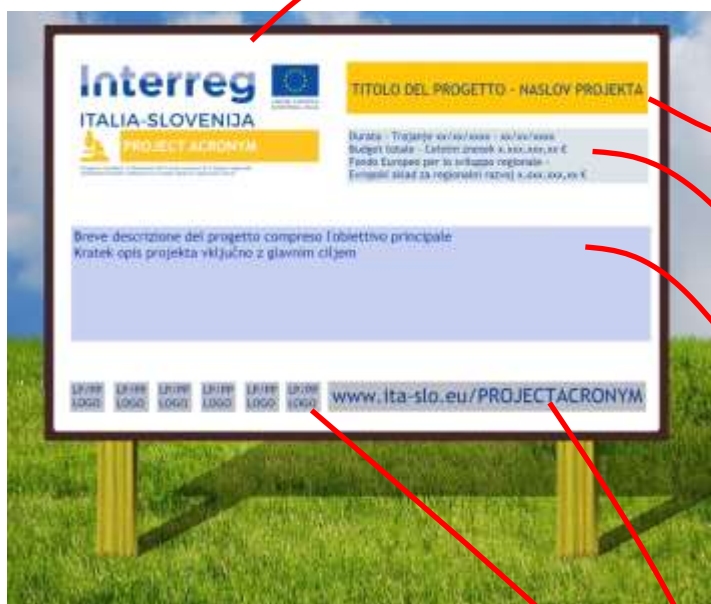 Interreg
ITALIA-SLOVENIJA
PROJECT ACRONYM
TITOLO DEL PROGETTO - NASLOV PROJEKTA
Durata - Trajanje xx/xx/xxxx - xx/xx/xxxx
Budget totale - Celotni znesek x.xxx.xxx,xx €
Fondo Europeo per lo sviluppo regionale -
Evropski sklad za regionalni razvoj x.xxx.xxx,xx €
Breve descrizione del progetto compreso l'obiettivo principale
Kratek opis projekta vključno z glavnim ciljem
LP/PP LP/PP LP/PP LP/PP LP/PP LP/PP
LOGO LOGO LOGO LOGO LOGO LOGO
www.ita-slo.eu/PROJECTACRONYM